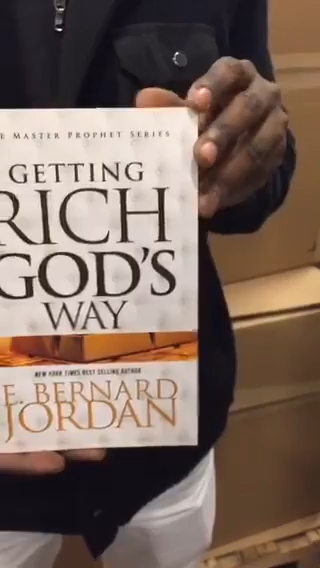 E MASTER PROPHET SERIES
GETTING
RICH
GOD'S
WAY
NEW YORK TIMES BEST SELLING AUTHOR
E. BERNARD
JORDAN